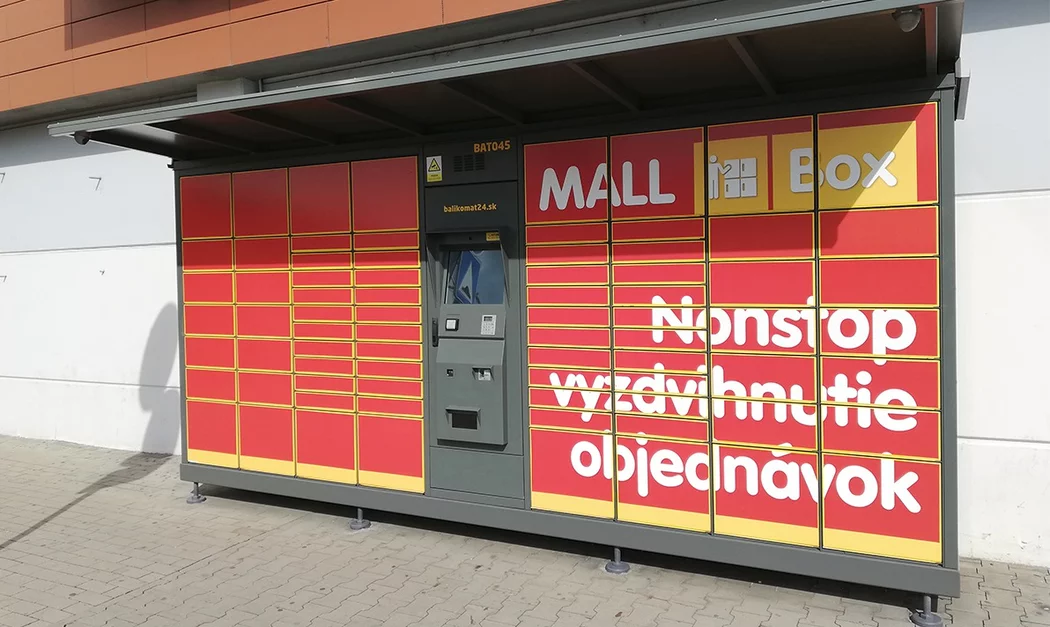 BAT045
balikomat24.sk
MALL
Box
Nonstop
vyzdvihnutie
objednávok